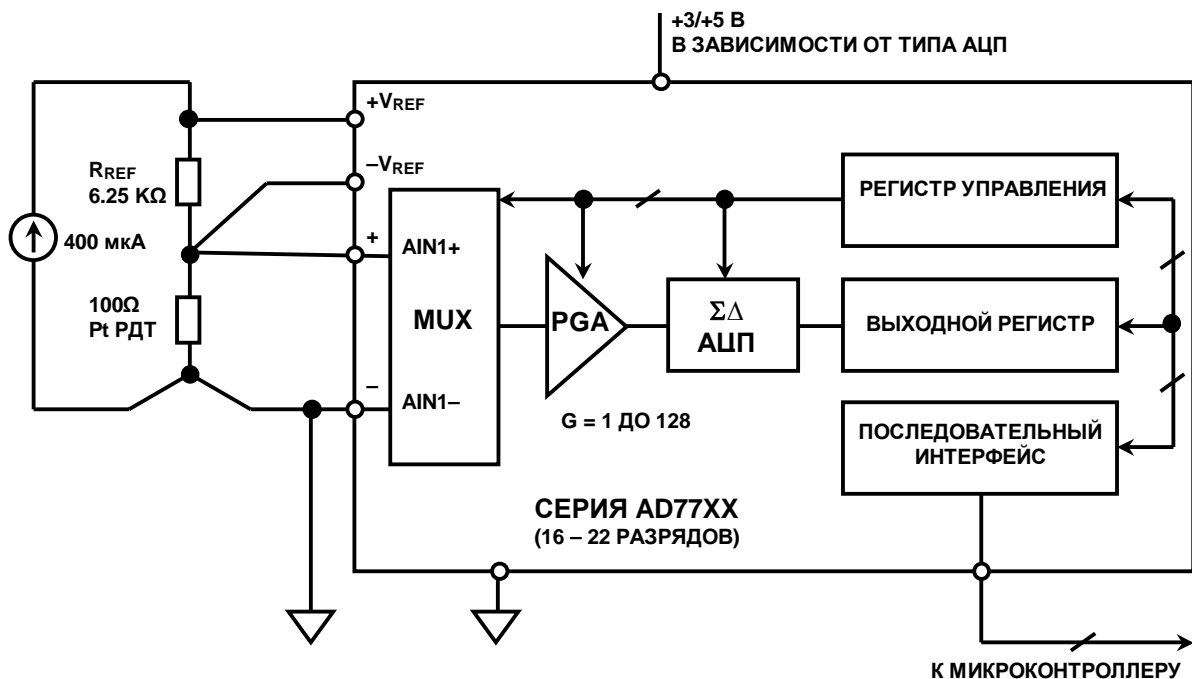 +3/+5 В
В ЗАВИСИМОСТИ ОТ ТИПА АЦП
+VREF
–VREF
RREF
6.25 KΩ
400 мкА
+
AIN1+
100Ω
Pt РДТ
MUX
PGA
ΣΔ
АЦП
РЕГИСТР УПРАВЛЕНИЯ
ВЫХОДНОЙ РЕГИСТР
–
AIN1–
G = 1 ДО 128
ПОСЛЕДОВАТЕЛЬНЫЙ
ИНТЕРФЕЙС
СЕРИЯ AD77XX
(16 – 22 РАЗРЯДОВ)
К МИКРОКОНТРОЛЛЕРУ